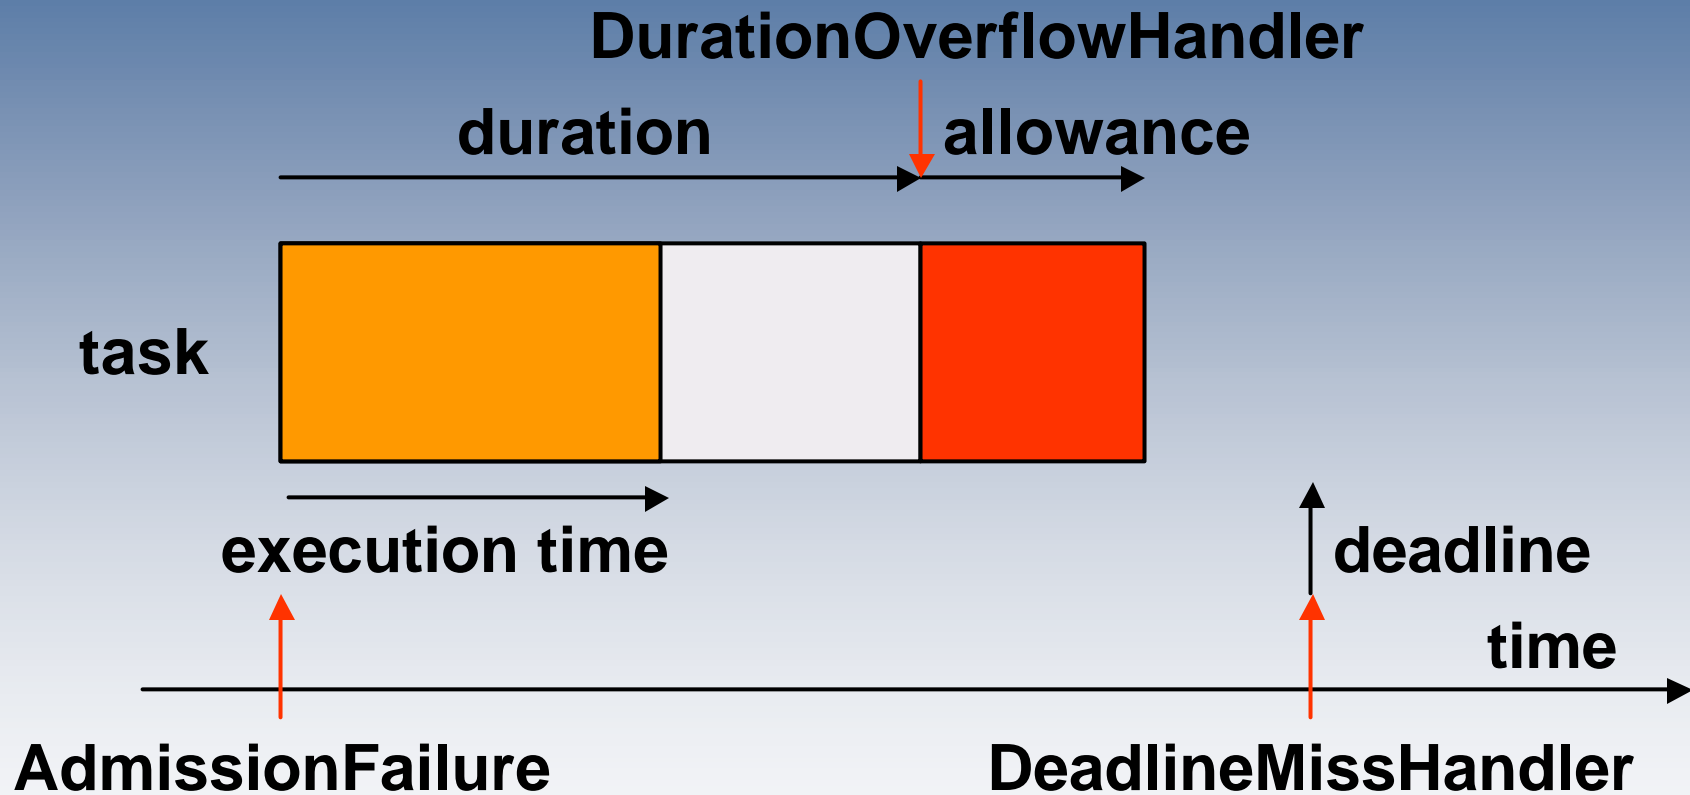 DurationOverflowHandler
duration
allowance
task
execution time
deadline
time
AdmissionFailure
DeadlineMissHandler